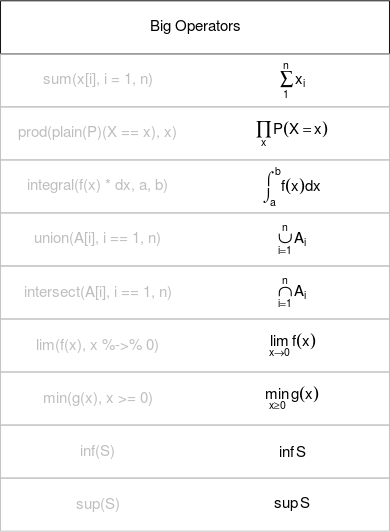 Big Operators
sum(x[i], i = 1, n) n∑1 xi
prod(plain(P)(X == x), x) ∏x P(X = x)
integral(f(x) * dx, a, b) ∫ab f(x)dx
union(A[i], i == 1, n) n∪i=1 Ai
intersect(A[i], i == 1, n) n∩i=1 Ai
lim(f(x), x %->% 0) lim x→0 f(x)
min(g(x), x >= 0) min x≥0 g(x)
inf(S) inf S
sup(S) sup S